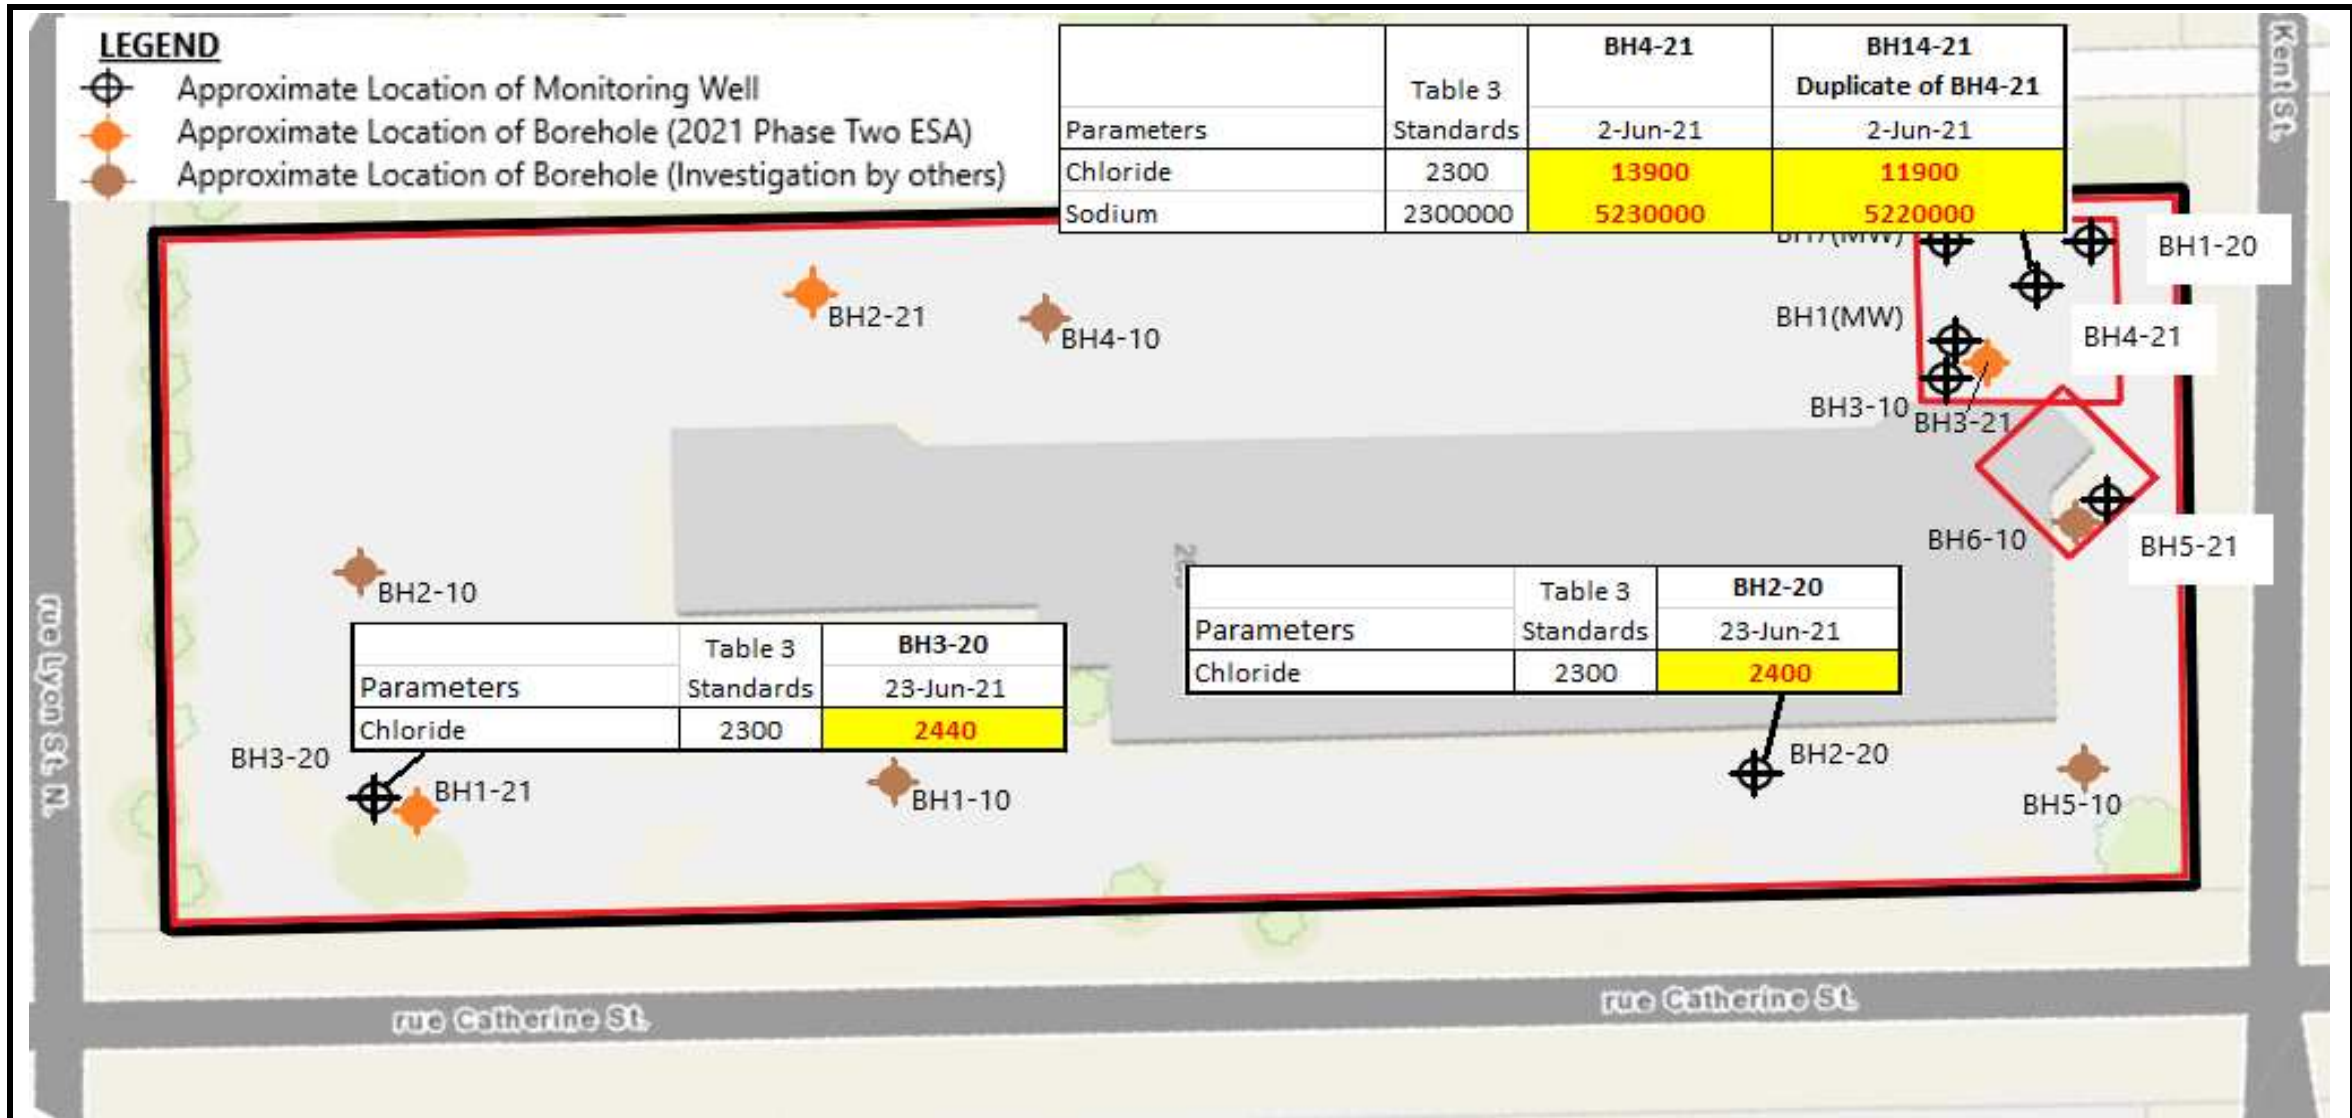 LEGEND
Approximate Location of Monitoring Well
Approximate Location of Borehole (2021 Phase Two ESA)
Approximate Location of Borehole (Investigation by others)
Parameters Table 3 Standards BH4-21 2-Jun-21 BH14-21 Duplicate of BH4-21 2-Jun-21
Chloride 2300 13900 11900
Sodium 2300000 5230000 5220000
Kent St.
BH1-20
BH2-21
BH4-10
BH1(MW)
BH4-21
BH3-10
BH3-21
BH6-10
BH5-21
BH2-10
Parameters Table 3 Standards BH2-20 23-Jun-21
Chloride 2300 2400
Parameters Table 3 Standards BH3-20 23-Jun-21
Chloride 2300 2440
rue Lyon St. N.
BH3-20
BH1-21
BH1-10
BH2-20
BH5-10
rue Catherine St.
rue Catherine St.